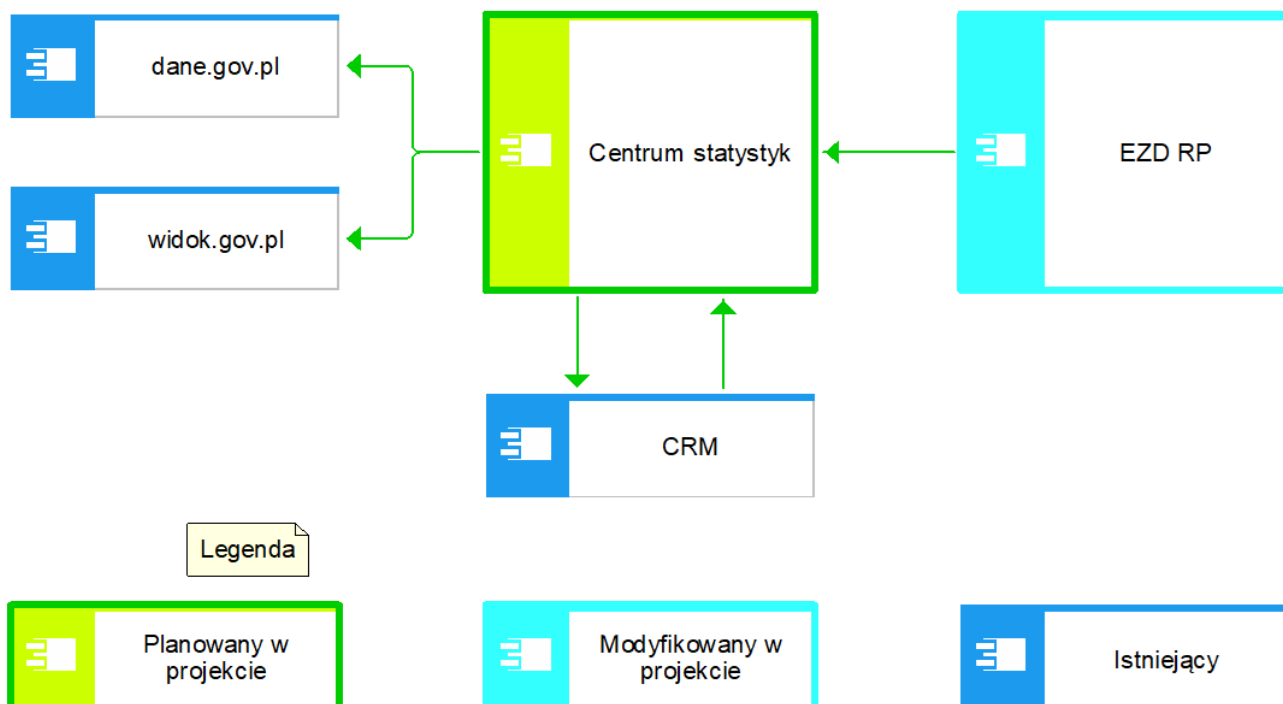 dane.gov.pl
Centrum statystyk
EZD RP
widok.gov.pl
CRM
Legenda
Planowany w
projekcie
Modyfikowany w
projekcie
Istniejący